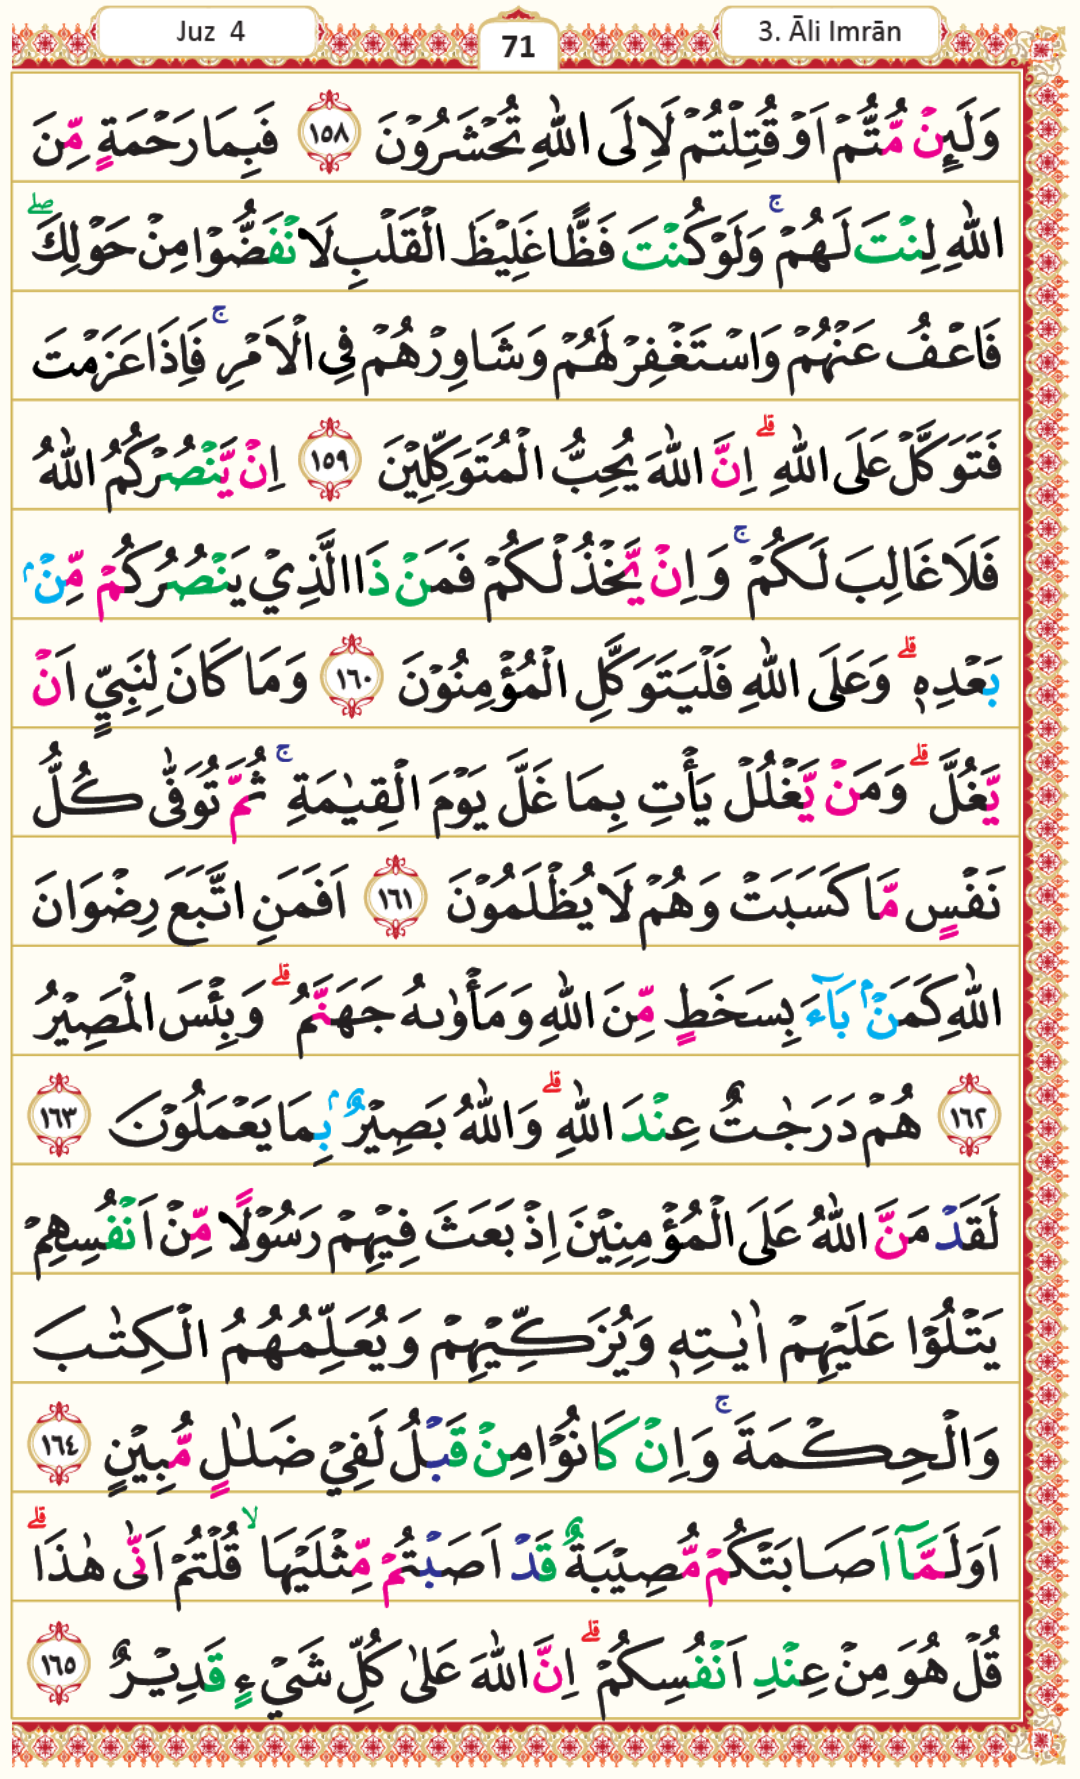 Juz 4
71
3. Āli Imrān
وَلَىِٕنْ مُّتُّمْ اَوْ قُتِلْتُمْ لَاِلَى اللّٰهِ تُحْشَرُوْنَ ١٥٨ فَبِمَا رَحْمَةٍ مِّنَ
اللّٰهِ لِنْتَ لَهُمْ ۚ وَلَوْ كُنْتَ فَظًّا غَلِيْظَ الْقَلْبِ لَا نْفَضُّوْا مِنْ حَوْلِكَ ۖ
فَاعْفُ عَنْهُمْ وَاسْتَغْفِرْ لَهُمْ وَشَاوِرْهُمْ فِى الْاَمْرِ ۚ فَاِذَا عَزَمْتَ
فَتَوَكَّلْ عَلَى اللّٰهِ ۗ اِنَّ اللّٰهَ يُحِبُّ الْمُتَوَكِّلِيْنَ ١٥٩ اِنْ يَّنْصُرْكُمُ اللّٰهُ
فَلَا غَالِبَ لَكُمْ ۚ وَاِنْ يَّخْذُلْكُمْ فَمَنْ ذَا الَّذِيْ يَنْصُرُكُمْ مِّنْۢ
بَعْدِهٖ ۗ وَعَلَى اللّٰهِ فَلْيَتَوَكَّلِ الْمُؤْمِنُوْنَ ١٦٠ وَمَا كَانَ لِنَبِيٍّ اَنْ
يَّغُلَّ ۗ وَمَنْ يَّغْلُلْ يَأْتِ بِمَا غَلَّ يَوْمَ الْقِيٰمَةِ ۚ ثُمَّ تُوَفّٰى كُلُّ
نَفْسٍ مَّا كَسَبَتْ وَهُمْ لَا يُظْلَمُوْنَ ١٦١ اَفَمَنِ اتَّبَعَ رِضْوَانَ
اللّٰهِ كَمَنْۢ بَاۤءَ بِسَخَطٍ مِّنَ اللّٰهِ وَمَأْوٰىهُ جَهَنَّمُ ۗ وَبِئْسَ الْمَصِيْرُ
١٦٢ هُمْ دَرَجٰتٌ عِنْدَ اللّٰهِ ۗ وَاللّٰهُ بَصِيْرٌۢ بِمَا يَعْمَلُوْنَ ١٦٣
لَقَدْ مَنَّ اللّٰهُ عَلَى الْمُؤْمِنِيْنَ اِذْ بَعَثَ فِيْهِمْ رَسُوْلًا مِّنْ اَنْفُسِهِمْ
يَتْلُوْا عَلَيْهِمْ اٰيٰتِهٖ وَيُزَكِّيْهِمْ وَيُعَلِّمُهُمُ الْكِتٰبَ
وَالْحِكْمَةَ ۚ وَاِنْ كَانُوْا مِنْ قَبْلُ لَفِيْ ضَلٰلٍ مُّبِيْنٍ ١٦٤
اَوَلَمَّآ اَصَابَتْكُمْ مُّصِيْبَةٌ قَدْ اَصَبْتُمْ مِّثْلَيْهَا ۙ قُلْتُمْ اَنّٰى هٰذَا ۗ
قُلْ هُوَ مِنْ عِنْدِ اَنْفُسِكُمْ ۗ اِنَّ اللّٰهَ عَلٰى كُلِّ شَيْءٍ قَدِيْرٌ ١٦٥